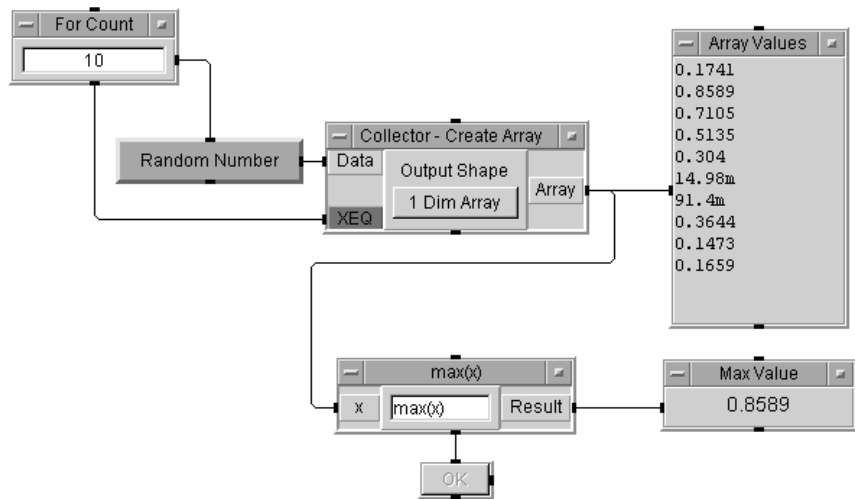 For Count
10
Random Number
Collector - Create Array
Data
Output Shape
1 Dim Array
Array
XEQ
Array Values
0.1741
0.8589
0.7105
0.5135
0.304
14.98m
91.4m
0.3644
0.1473
0.1659
max(x)
x
max(x)
Result
Max Value
0.8589
OK